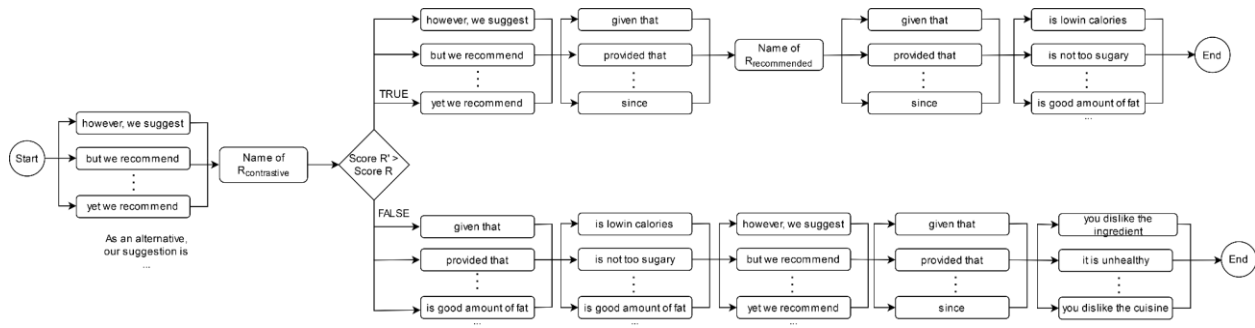 Start
however, we suggest
but we recommend
yet we recommend
As an alternative,
our suggestion is
...
Name of
Rcontrastive
Score R' >
Score R
TRUE
however, we suggest
but we recommend
yet we recommend
given that
provided that
since
Name of
Rrecommended
given that
provided that
since
is lowin calories
is not too sugary
is good amount of fat
...
End
FALSE
given that
provided that
is good amount of fat
...
is lowin calories
is not too sugary
is good amount of fat
however, we suggest
but we recommend
yet we recommend
...
given that
provided that
since
you dislike the
ingredient
it is unhealthy
you dislike the cuisine
...
End